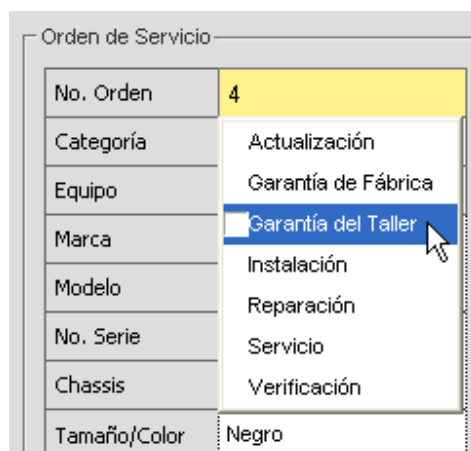 Orden de Servicio
No. Orden 4
Categoría Actualización
Equipo Garantía de Fábrica
Marca Garantía del Taller
Modelo Instalación
Reparación
No. Serie Servicio
Chassis Verificación
Tamaño/Color Negro